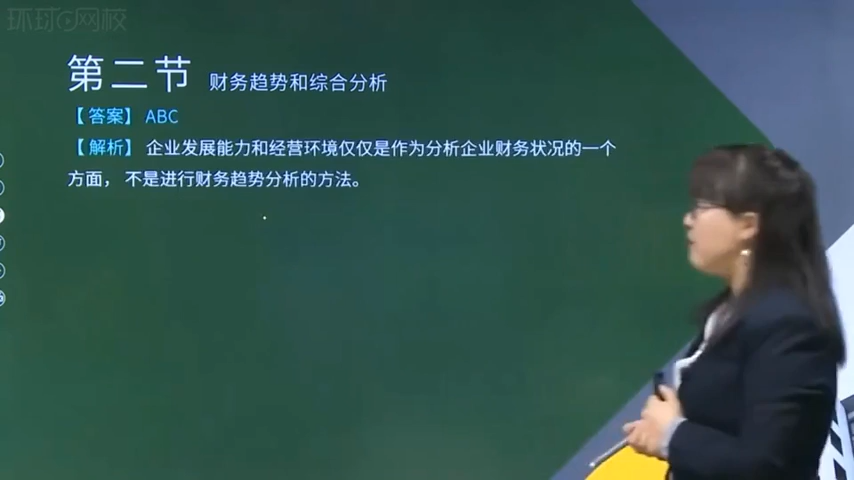 环球网校
第二节 财务趋势和综合分析
【答案】 ABC
【解析】 企业发展能力和经营环境仅仅是作为分析企业财务状况的一个
方面， 不是进行财务趋势分析的方法。